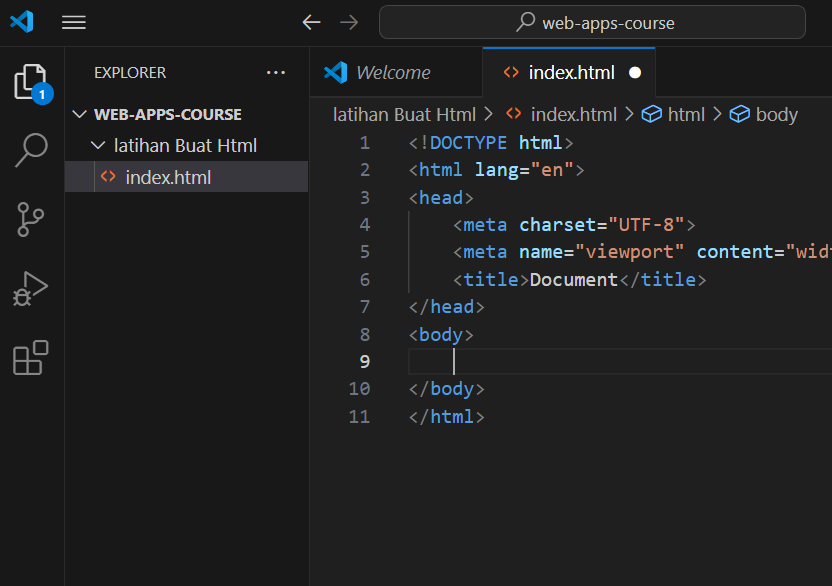 web-apps-course
EXPLORER ...
Welcome
index.html
WEB-APPS-COURSE
latihan Buat Html
index.html
1
latihan Buat Html > index.html > html > body
1 <!DOCTYPE html>
2 <html lang="en">
3 <head>
4 <meta charset="UTF-8">
5 <meta name="viewport" content="wid
6 <title>Document</title>
7 </head>
8 <body>
9
10 </body>
11 </html>